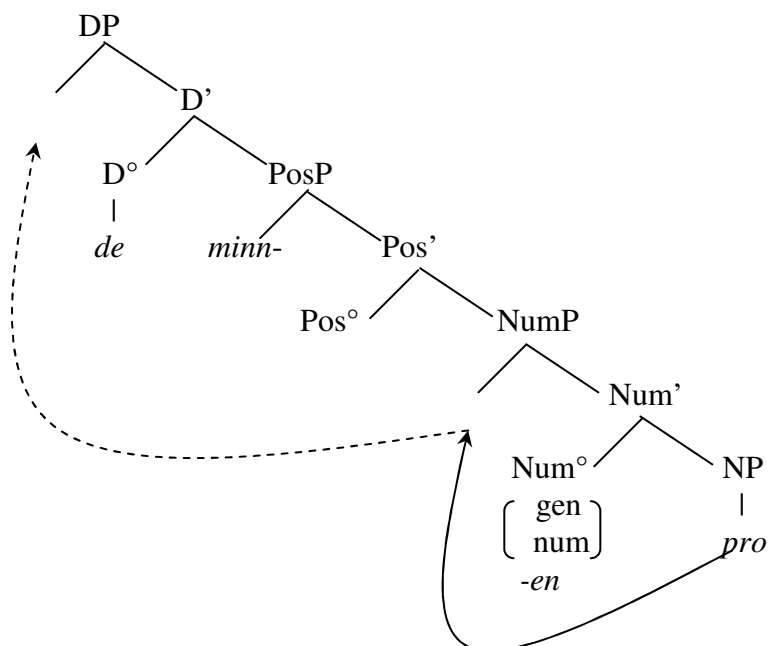 DP
D’
D° PosP
de minn- Pos’
Pos° NumP
Num’
Num° NP
gen
num pro
-en